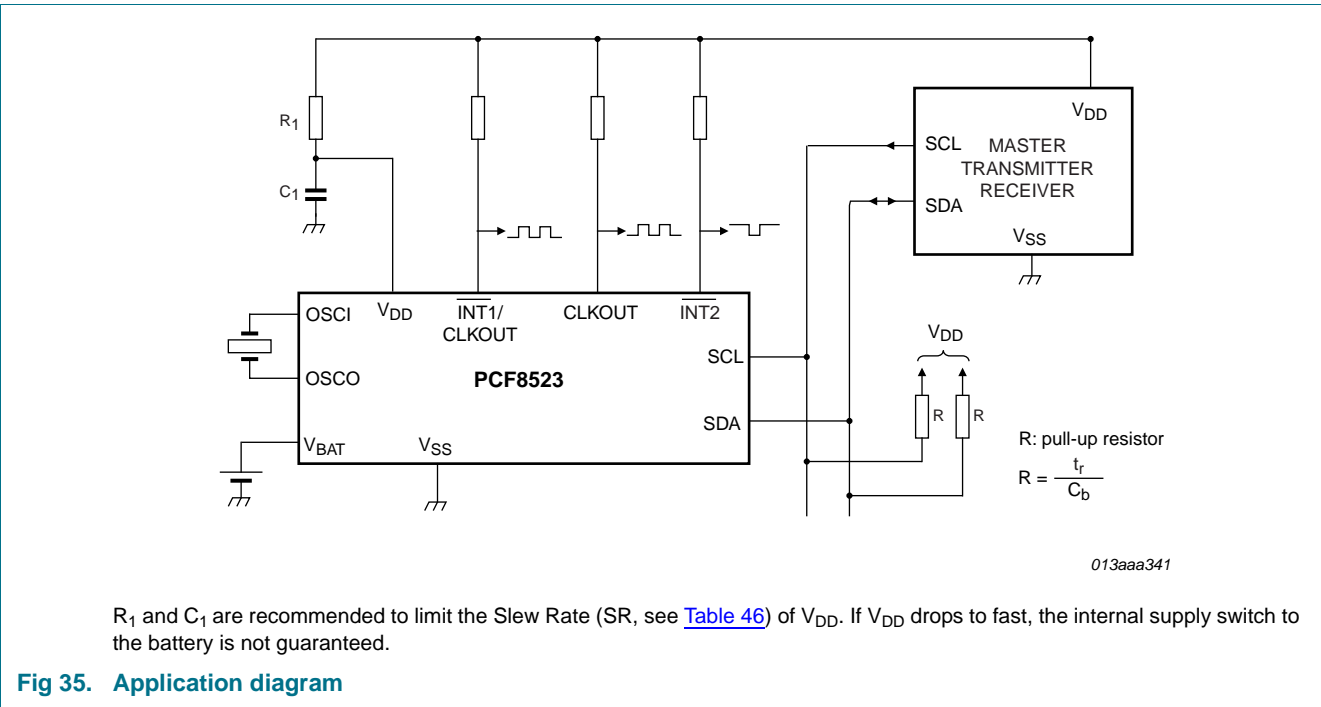 R1
C1
VDD
SCL
MASTER
TRANSMITTER
RECEIVER
SDA
VSS
OSCI
VDD
INT1/
CLKOUT
CLKOUT
INT2
SCL
OSCO
PCF8523
SDA
VBAT
VSS
VDD
R
R
R: pull-up resistor
R = tr / Cb
013aaa341
R1 and C1 are recommended to limit the Slew Rate (SR, see Table 46) of VDD. If VDD drops to fast, the internal supply switch to
the battery is not guaranteed.
Fig 35. Application diagram